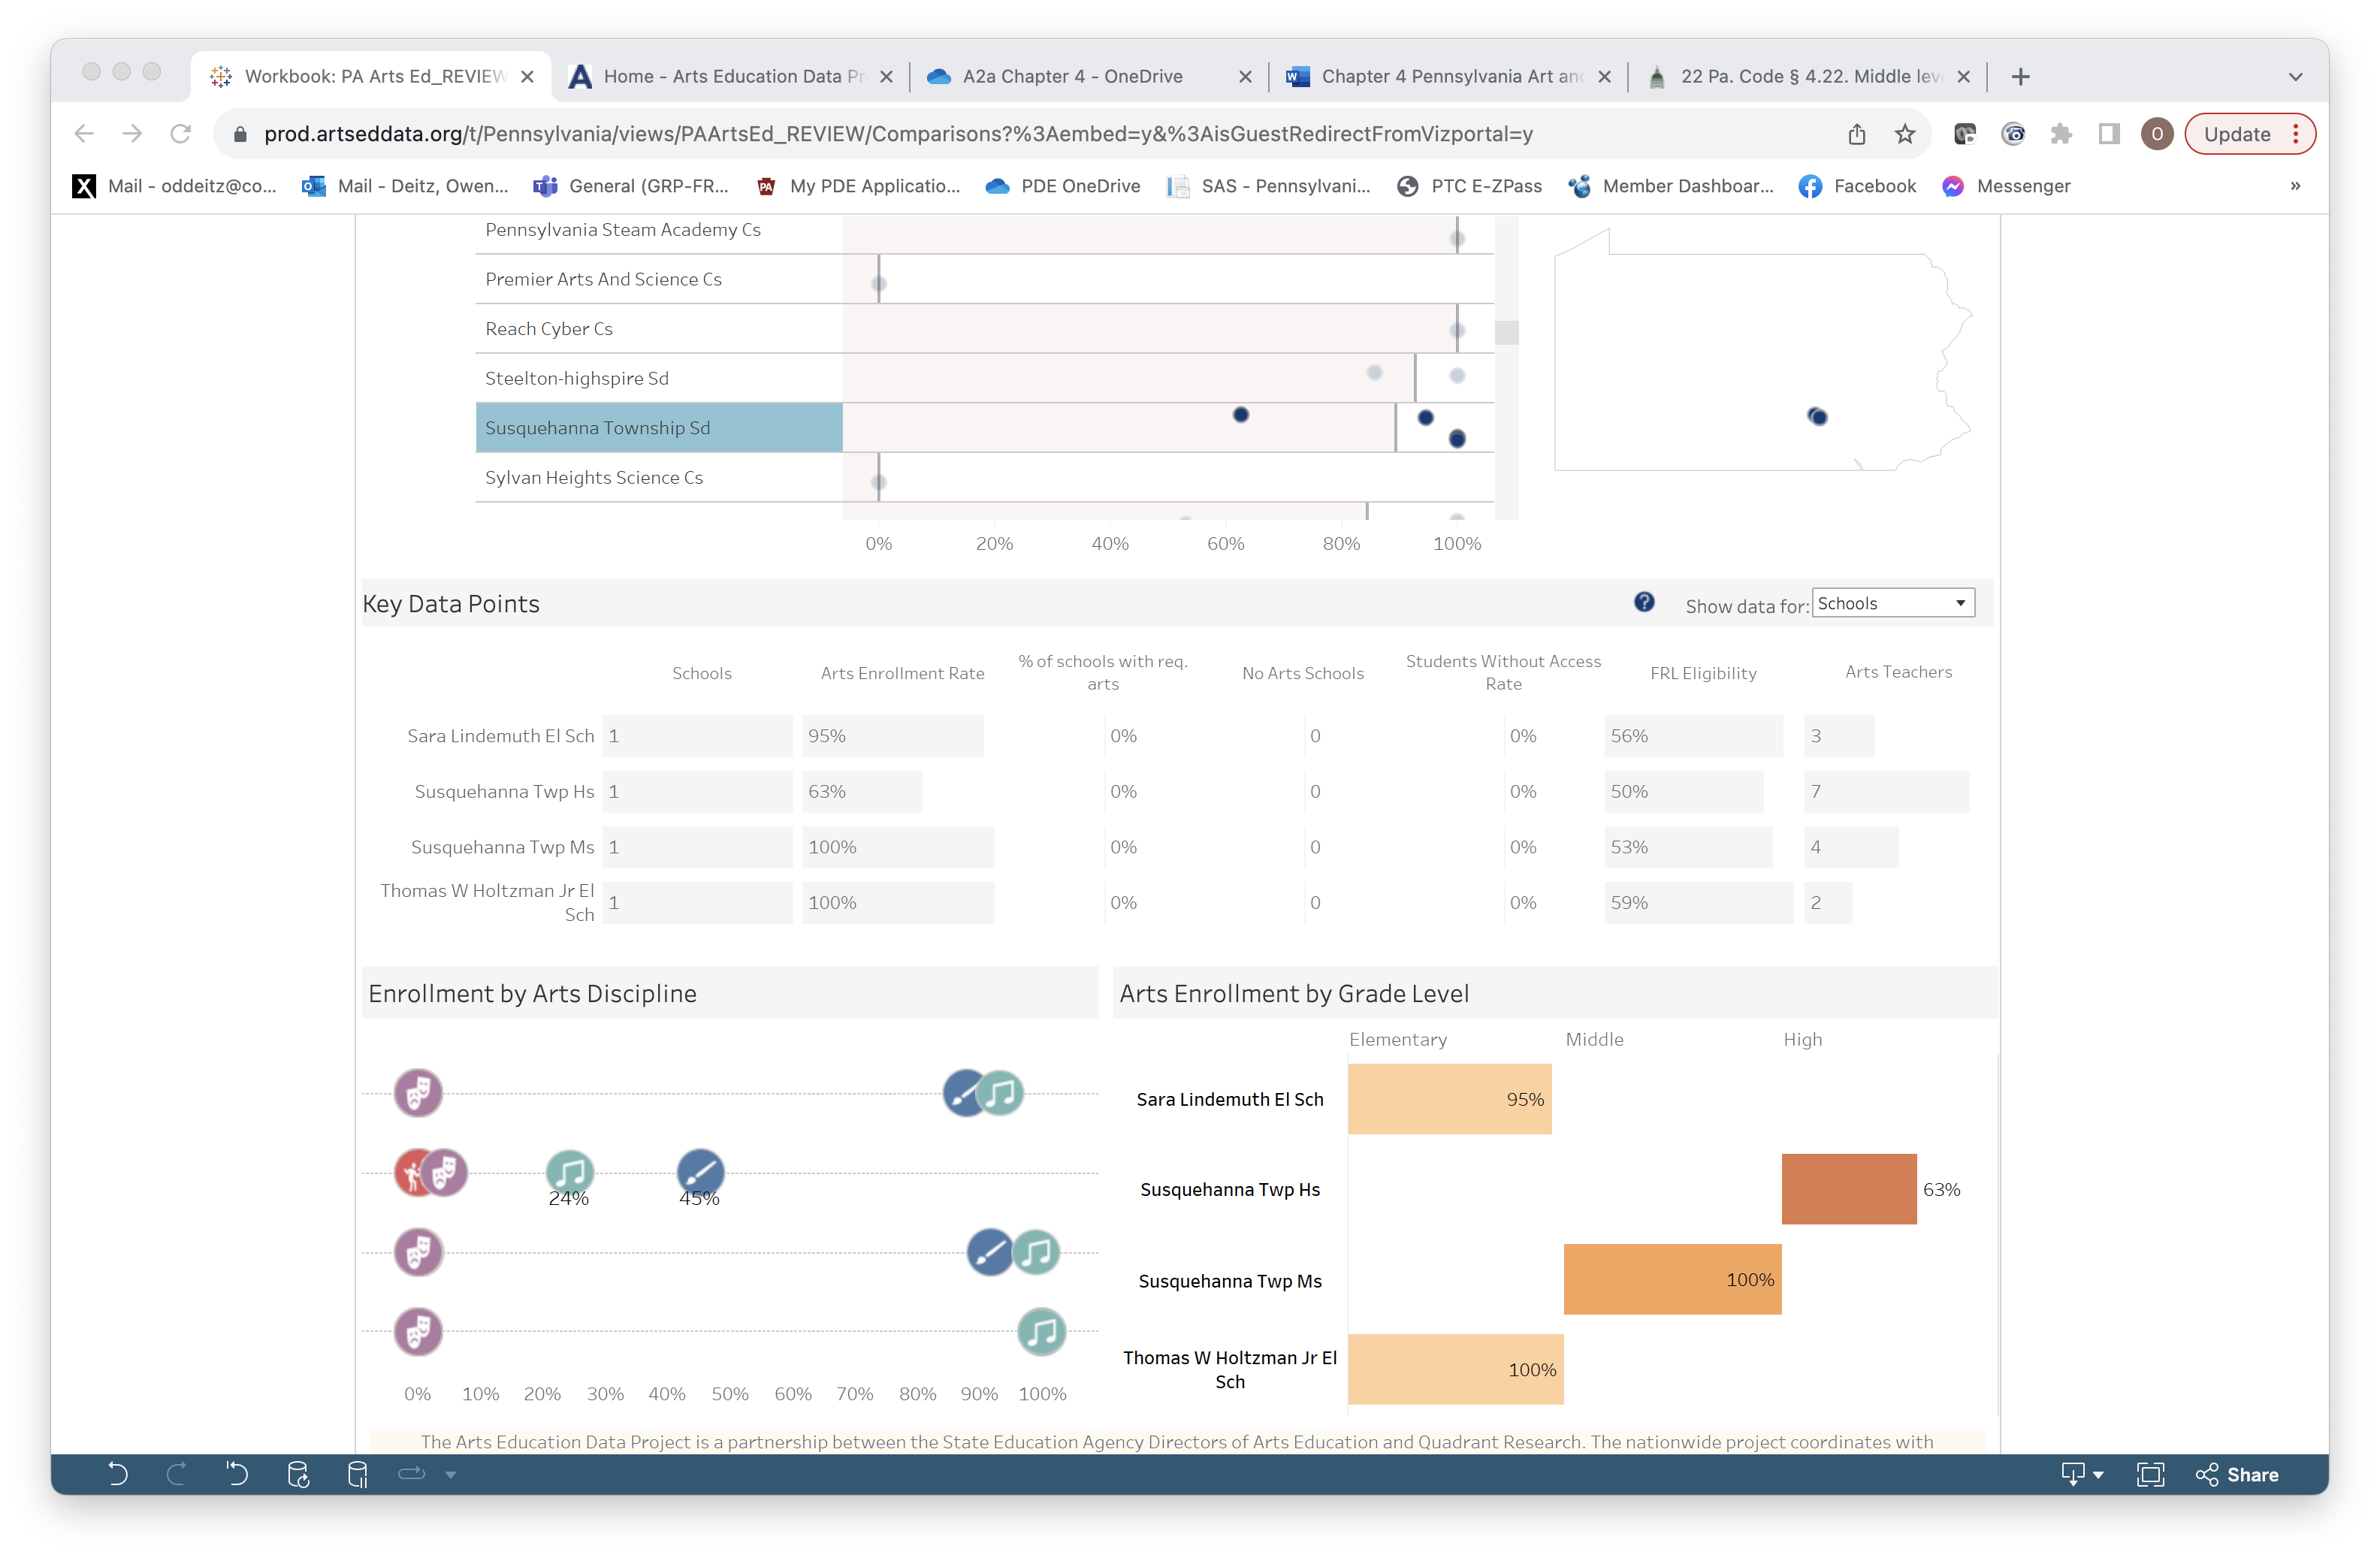 Workbook: PA Arts Ed_REVIEW
Home - Arts Education Data Pr
A2a Chapter 4 - OneDrive
Chapter 4 Pennsylvania Art and
22 Pa. Code § 4.22. Middle lev
prod.artseddata.org/t/Pennsylvania/views/PAArtsEd_REVIEW/Comparisons?%3Aembed=y&%3AisGuestRedirectFromVizportal=y
O
Update
Mail - oddeitz@co...
Mail - Deitz, Owen...
General (GRP-FR...
My PDE Applicatio...
PDE OneDrive
SAS - Pennsylvani...
PTC E-ZPass
Member Dashboar...
Facebook
Messenger
»
Pennsylvania Steam Academy Cs
Premier Arts And Science Cs
Reach Cyber Cs
Steelton-highspire Sd
Susquehanna Township Sd
Sylvan Heights Science Cs
0% 20% 40% 60% 80% 100%
Key Data Points
?
Show data for: Schools
Schools
Arts Enrollment Rate
% of schools with req. arts
No Arts Schools
Students Without Access Rate
FRL Eligibility
Arts Teachers
Sara Lindemuth El Sch 1 95% 0% 0 0% 56% 3
Susquehanna Twp Hs 1 63% 0% 0 0% 50% 7
Susquehanna Twp Ms 1 100% 0% 0 0% 53% 4
Thomas W Holtzman Jr El Sch 1 100% 0% 0 0% 59% 2
Enrollment by Arts Discipline
24% 45%
0% 10% 20% 30% 40% 50% 60% 70% 80% 90% 100%
Arts Enrollment by Grade Level
Elementary Middle High
Sara Lindemuth El Sch 95%
Susquehanna Twp Hs 63%
Susquehanna Twp Ms 100%
Thomas W Holtzman Jr El Sch 100%
The Arts Education Data Project is a partnership between the State Education Agency Directors of Arts Education and Quadrant Research. The nationwide project coordinates with
Share